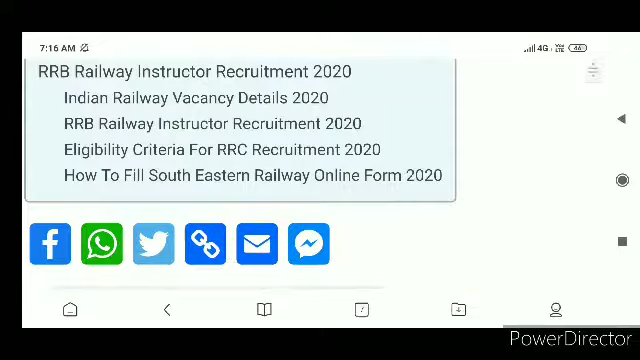 7:16 AM
4G
46
RRB Railway Instructor Recruitment 2020
Indian Railway Vacancy Details 2020
RRB Railway Instructor Recruitment 2020
Eligibility Criteria For RRC Recruitment 2020
How To Fill South Eastern Railway Online Form 2020
PowerDirector